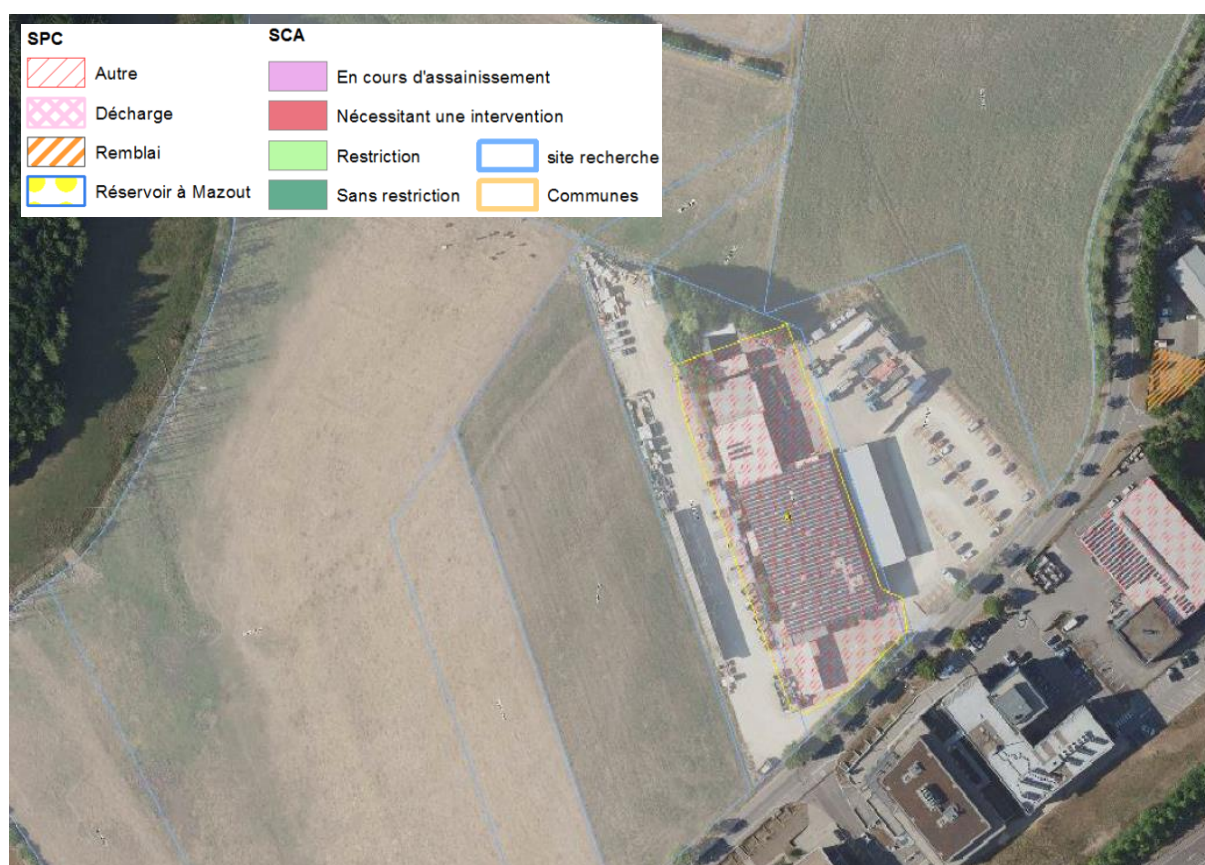 SPC
Autre
Décharge
Remblai
Réservoir à Mazout
SCA
En cours d'assainissement
Nécessitant une intervention
Restriction
Sans restriction
site recherche
Communes